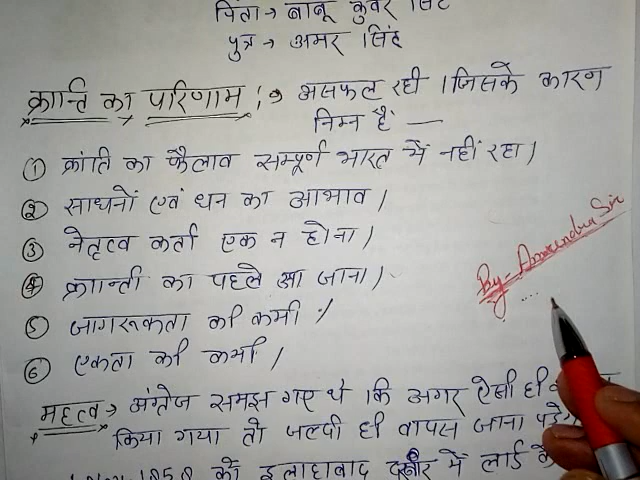 पिता → बाबू कुंवर सिंह
पुत्र → अमर सिंह
क्रान्ति का परिणाम :→ असफल रही । जिसके कारण
निम्न हैं —
① क्रांति का फैलाव सम्पूर्ण भारत में नहीं रहा।
② साधनों एवं धन का आभाव।
③ नेतृत्व कर्ता एक न होना।
④ क्रान्ती का पहले आ जाना।
⑤ जागरूकता की कमी।
⑥ एकता की कमी।
By- Amrendra Sir
महत्व → अंग्रेज समझ गए थे कि अगर ऐसी ही
किया गया तो जल्दी ही वापस जाना
1858 को इलाहाबाद दरबार में लार्ड